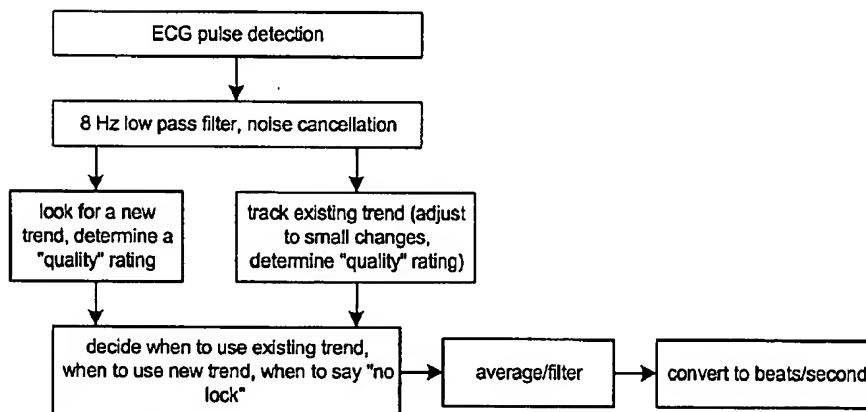 ECG pulse detection
8 Hz low pass filter, noise cancellation
look for a new
trend, determine a
"quality" rating
track existing trend (adjust
to small changes,
determine "quality" rating)
decide when to use existing trend,
when to use new trend, when to say "no
lock"
average/filter
convert to beats/second